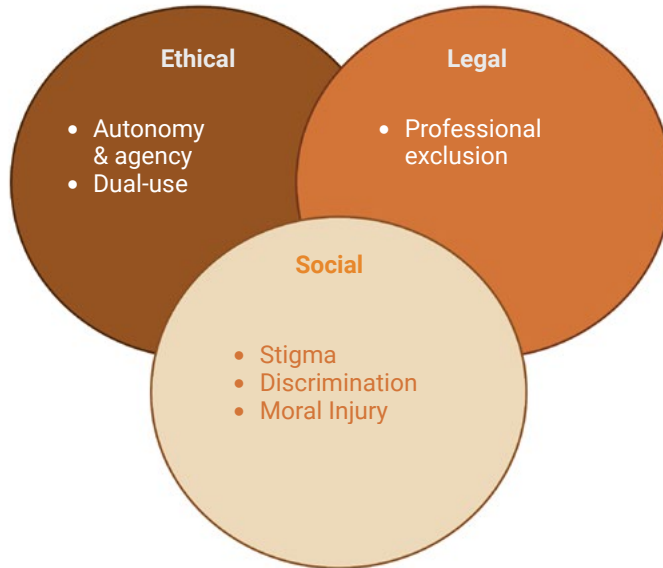 Ethical
• Autonomy
& agency
• Dual-use
Legal
• Professional
exclusion
Social
• Stigma
• Discrimination
• Moral Injury